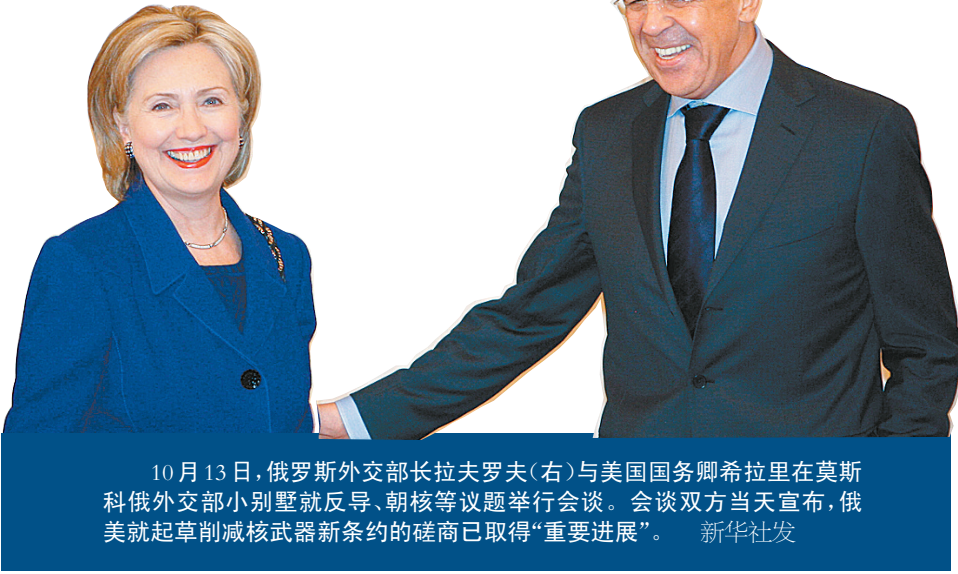 10月13日，俄罗斯外交部长拉夫罗夫（右）与美国国务卿希拉里在莫斯
科俄外交部小别墅就反导、朝核等议题举行会谈。会谈双方当天宣布，俄
美就起草削减核武器新条约的磋商已取得“重要进展”。 新华社发